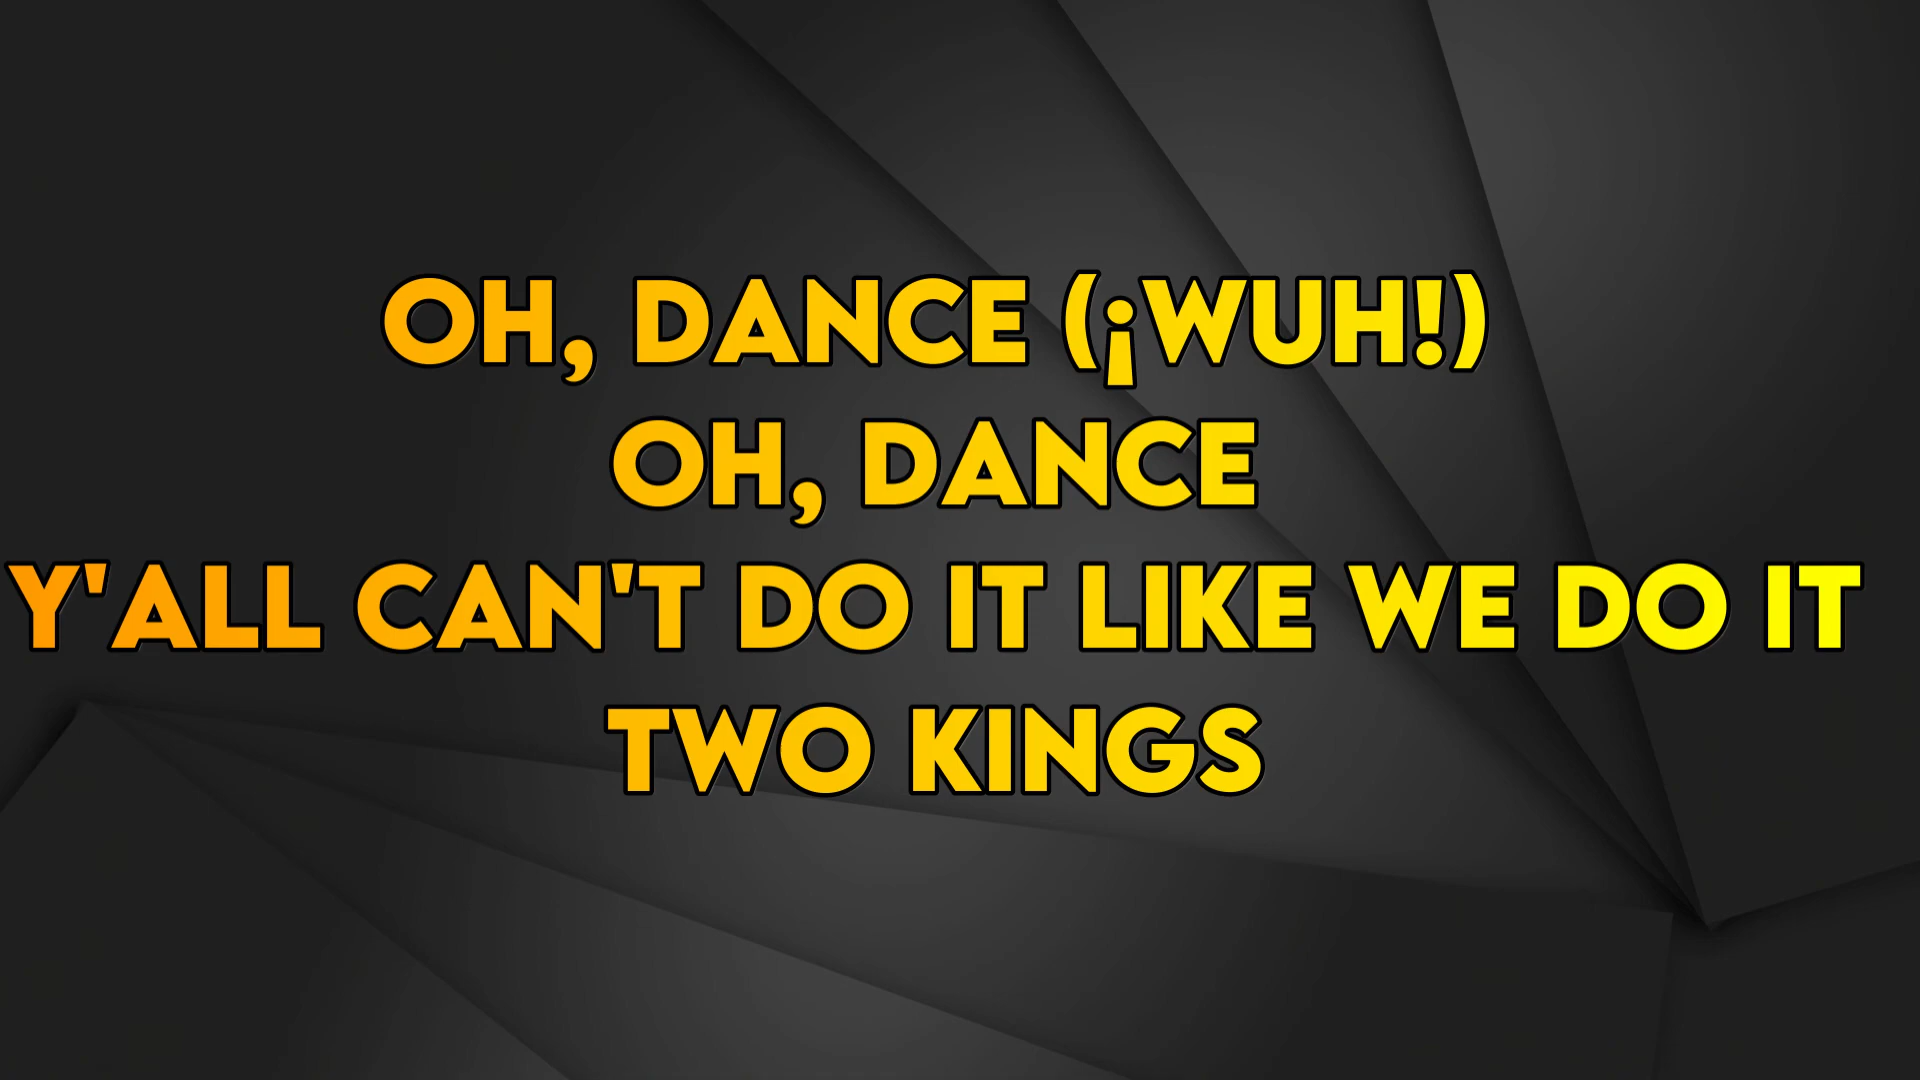 OH, DANCE (¡WUH!)
OH, DANCE
Y'ALL CAN'T DO IT LIKE WE DO IT
TWO KINGS